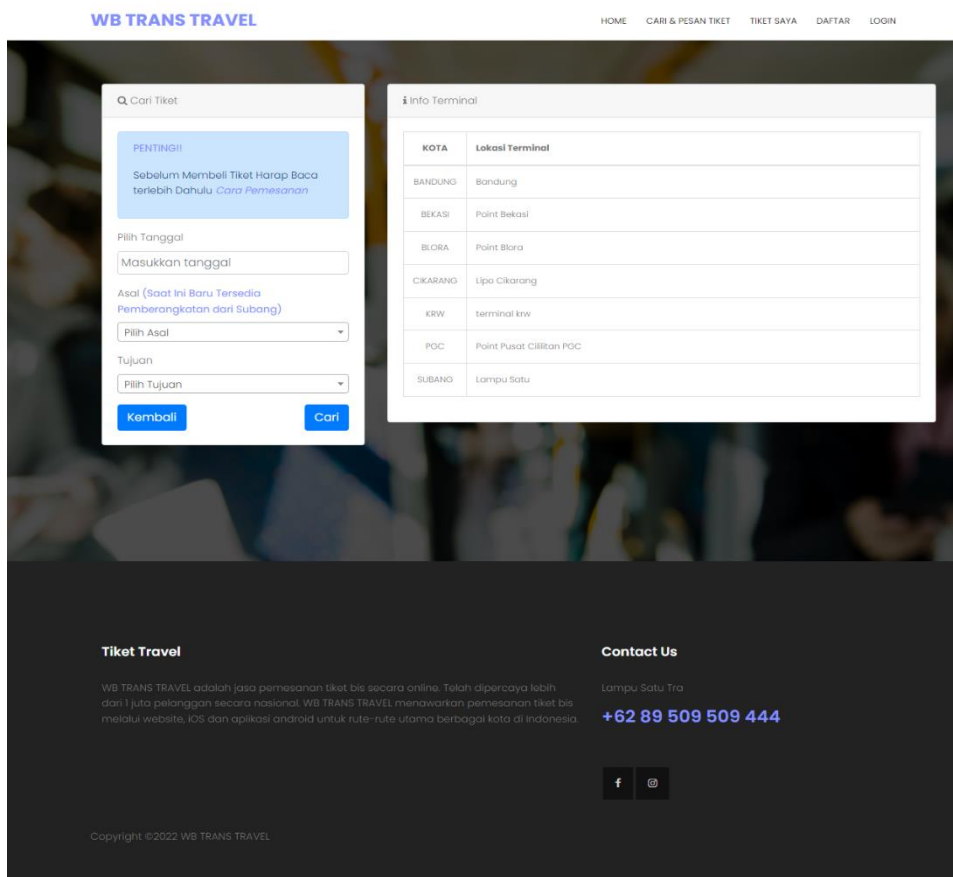 WB TRANS TRAVEL
HOME CARI & PESAN TIKET TIKET SAYA DAFTAR LOGIN
Cari Tiket
PENTING!!
Sebelum Membeli Tiket Harap Baca
terlebih Dahulu Cara Pemesanan
Pilih Tanggal
Masukkan tanggal
Asal (Saat Ini Baru Tersedia
Pemberangkatan dari Subang)
Pilih Asal
Tujuan
Pilih Tujuan
Kembali Cari
Info Terminal
KOTA Lokasi Terminal
BANDUNG Bandung
BEKASI Point Bekasi
BLORA Point Blora
CIKARANG Lipo Cikarang
KRW terminal krw
PGC Point Pusat Cililitan PGC
SUBANG Lampu Satu
Tiket Travel
WB TRANS TRAVEL adalah jasa pemesanan tiket bis secara online. Telah dipercaya lebih
dari 1 juta pelanggan secara nasional. WB TRANS TRAVEL menawarkan pemesanan tiket bis
melalui website, iOS dan aplikasi android untuk rute-rute utama berbagai kota di Indonesia.
Contact Us
Lampu Satu Tra
+62 89 509 509 444
Copyright ©2022 WB TRANS TRAVEL